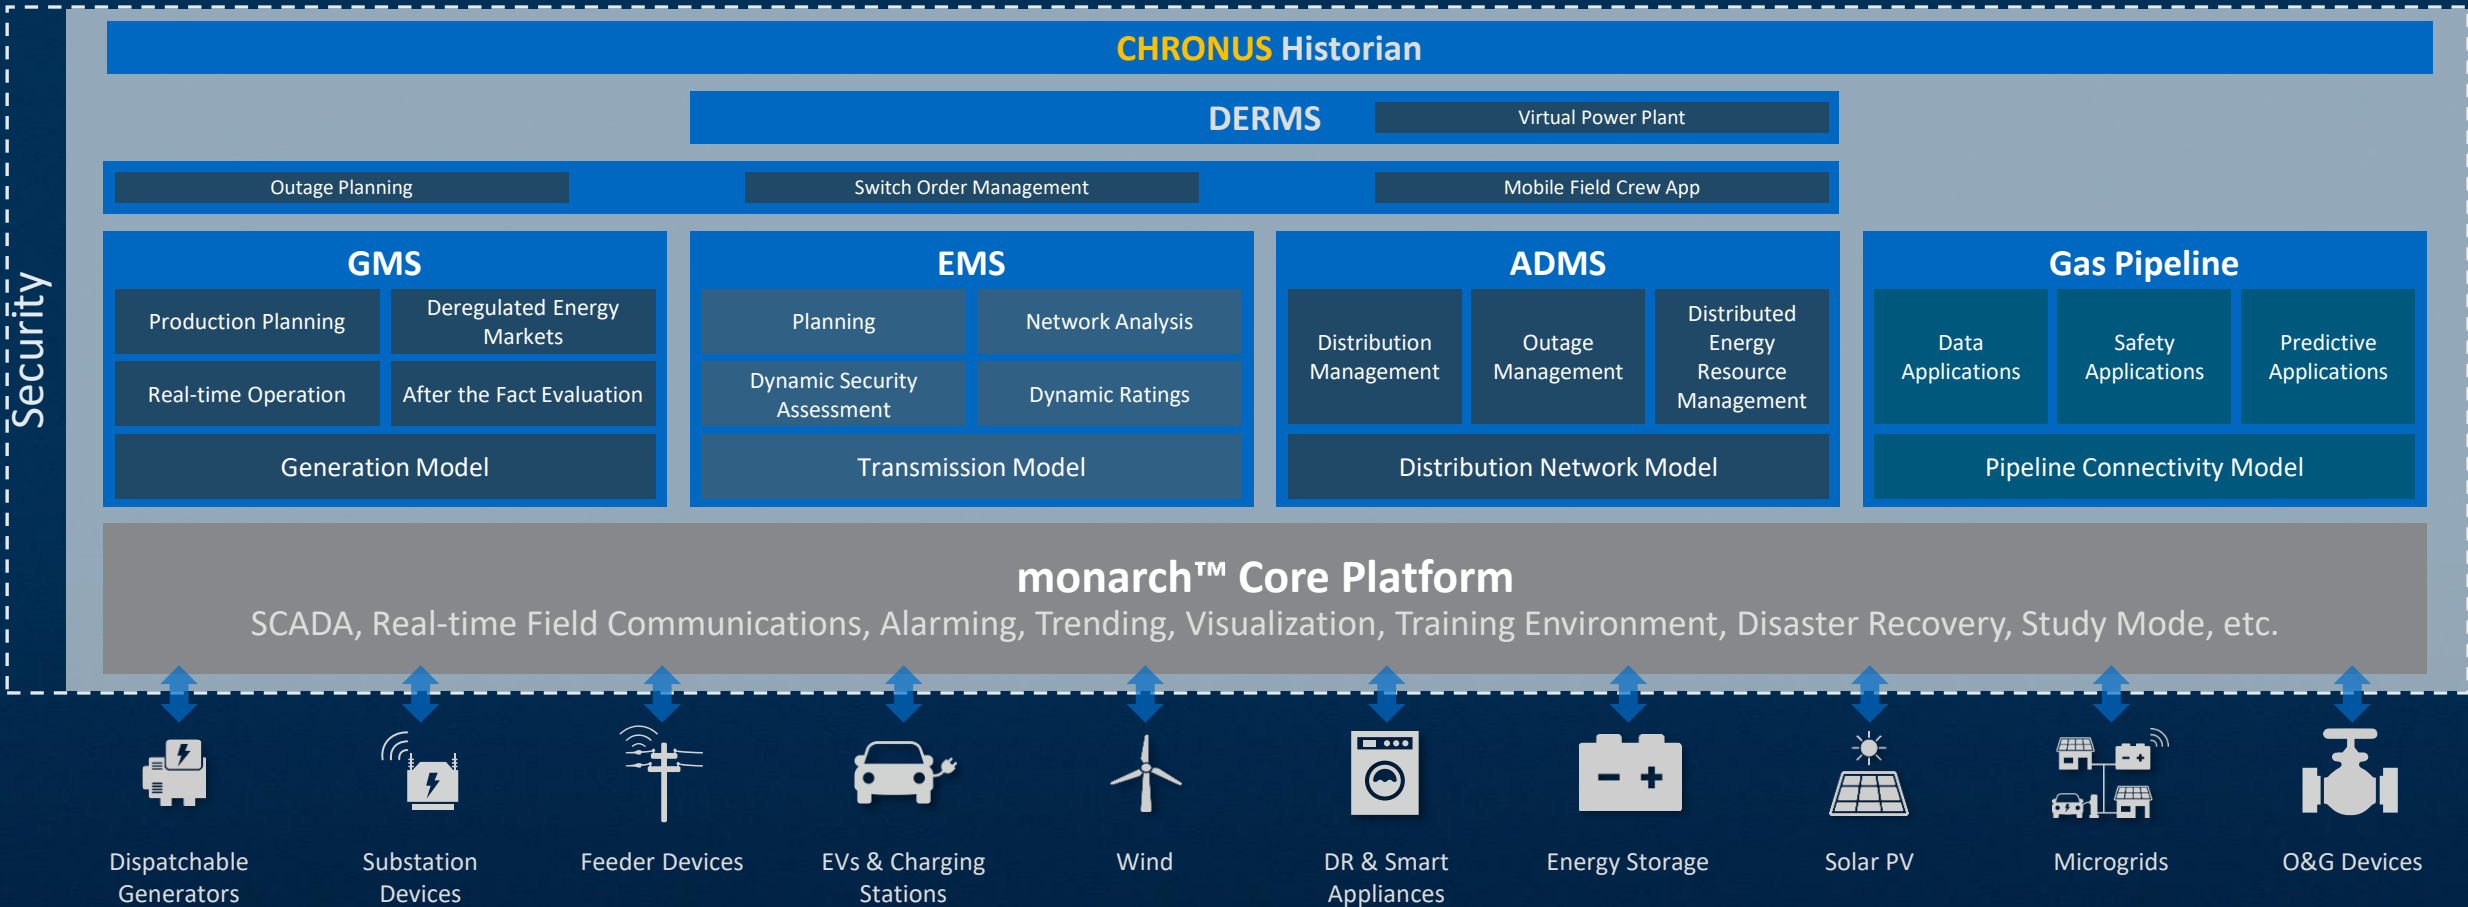 CHRONUS Historian
DERMS
Virtual Power Plant
Outage Planning
Switch Order Management
Mobile Field Crew App
Security
GMS
Production Planning
Deregulated Energy
Markets
Real-time Operation
After the Fact Evaluation
Generation Model
EMS
Planning
Network Analysis
Dynamic Security
Assessment
Dynamic Ratings
Transmission Model
ADMS
Distribution
Management
Outage
Management
Distributed
Energy
Resource
Management
Distribution Network Model
Gas Pipeline
Data
Applications
Safety
Applications
Predictive
Applications
Pipeline Connectivity Model
monarch™ Core Platform
SCADA, Real-time Field Communications, Alarming, Trending, Visualization, Training Environment, Disaster Recovery, Study Mode, etc.
Dispatchable
Generators
Substation
Devices
Feeder Devices
EVs & Charging
Stations
Wind
DR & Smart
Appliances
Energy Storage
Solar PV
Microgrids
O&G Devices